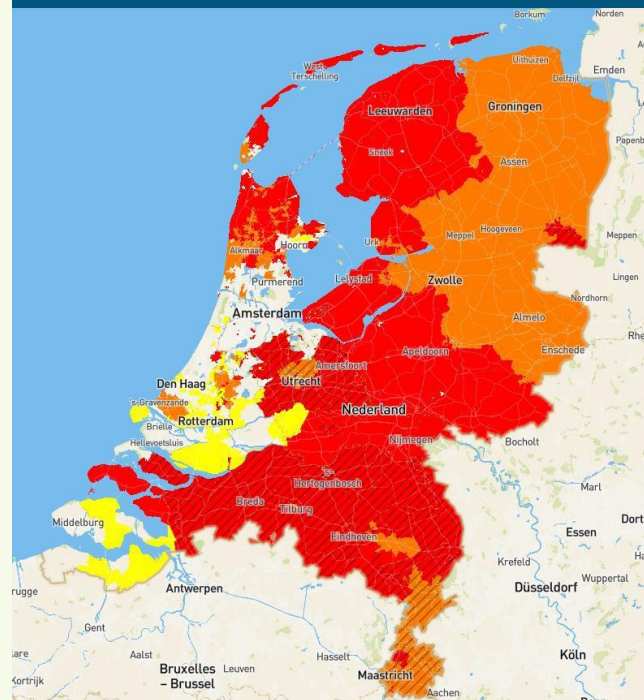 Borkum
Norden
Uithuizen
Delfzijl
Emden
West-
Terschelling
Leeuwarden
Groningen
Sneek
Assen
Papenb
Hoogeveen
Meppel
Meppen
Urk
Hoorn
Alkmaar
Lingen
Lelystad
Purmerend
Zwolle
Nordhorn
Amsterdam
Almelo
Enschede
Rhe
Apeldoorn
Amersfoort
Den Haag
Utrecht
's-Gravenzande
Nederland
Rotterdam
Brielle
Hellevoetsluis
Nijmegen
Bocholt
Hertogenbosch
Marl
Breda
Tilburg
Middelburg
Eindhoven
Essen
Dort
Krefeld
Wuppertal
Antwerpen
Düsseldorf
rugge
Gent
Aalst
Hasselt
Köln
Bruxelles
– Brussel
Leuven
Maastricht
Kortrijk
Aachen